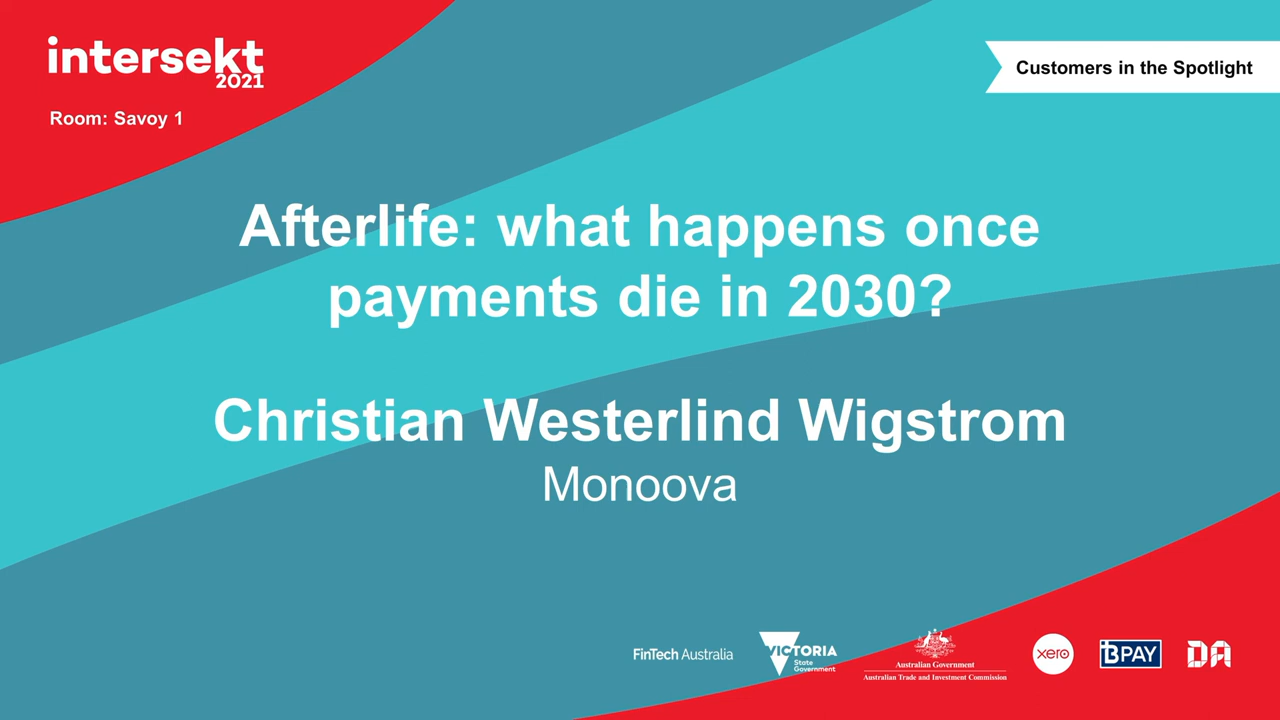 intersekt
2021
Room: Savoy 1
Customers in the Spotlight
Afterlife: what happens once
payments die in 2030?
Christian Westerlind Wigstrom
Monoova
FinTech Australia
VICTORIA
State
Government
Australian Government
Australian Trade and Investment Commission
xero
BPAY
DA